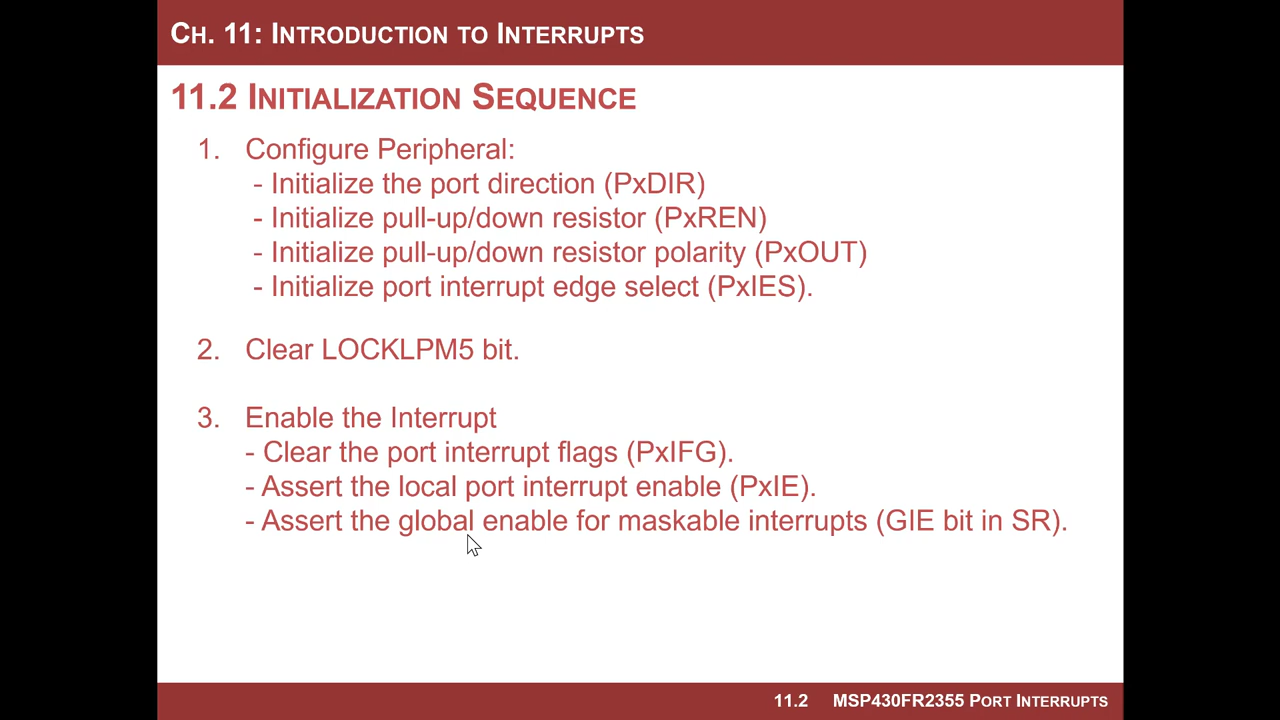 CH. 11: INTRODUCTION TO INTERRUPTS
11.2 INITIALIZATION SEQUENCE
1. Configure Peripheral:
- Initialize the port direction (PxDIR)
- Initialize pull-up/down resistor (PxREN)
- Initialize pull-up/down resistor polarity (PxOUT)
- Initialize port interrupt edge select (PxIES).
2. Clear LOCKLPM5 bit.
3. Enable the Interrupt
- Clear the port interrupt flags (PxIFG).
- Assert the local port interrupt enable (PxIE).
- Assert the global enable for maskable interrupts (GIE bit in SR).
11.2 MSP430FR2355 PORT INTERRUPTS